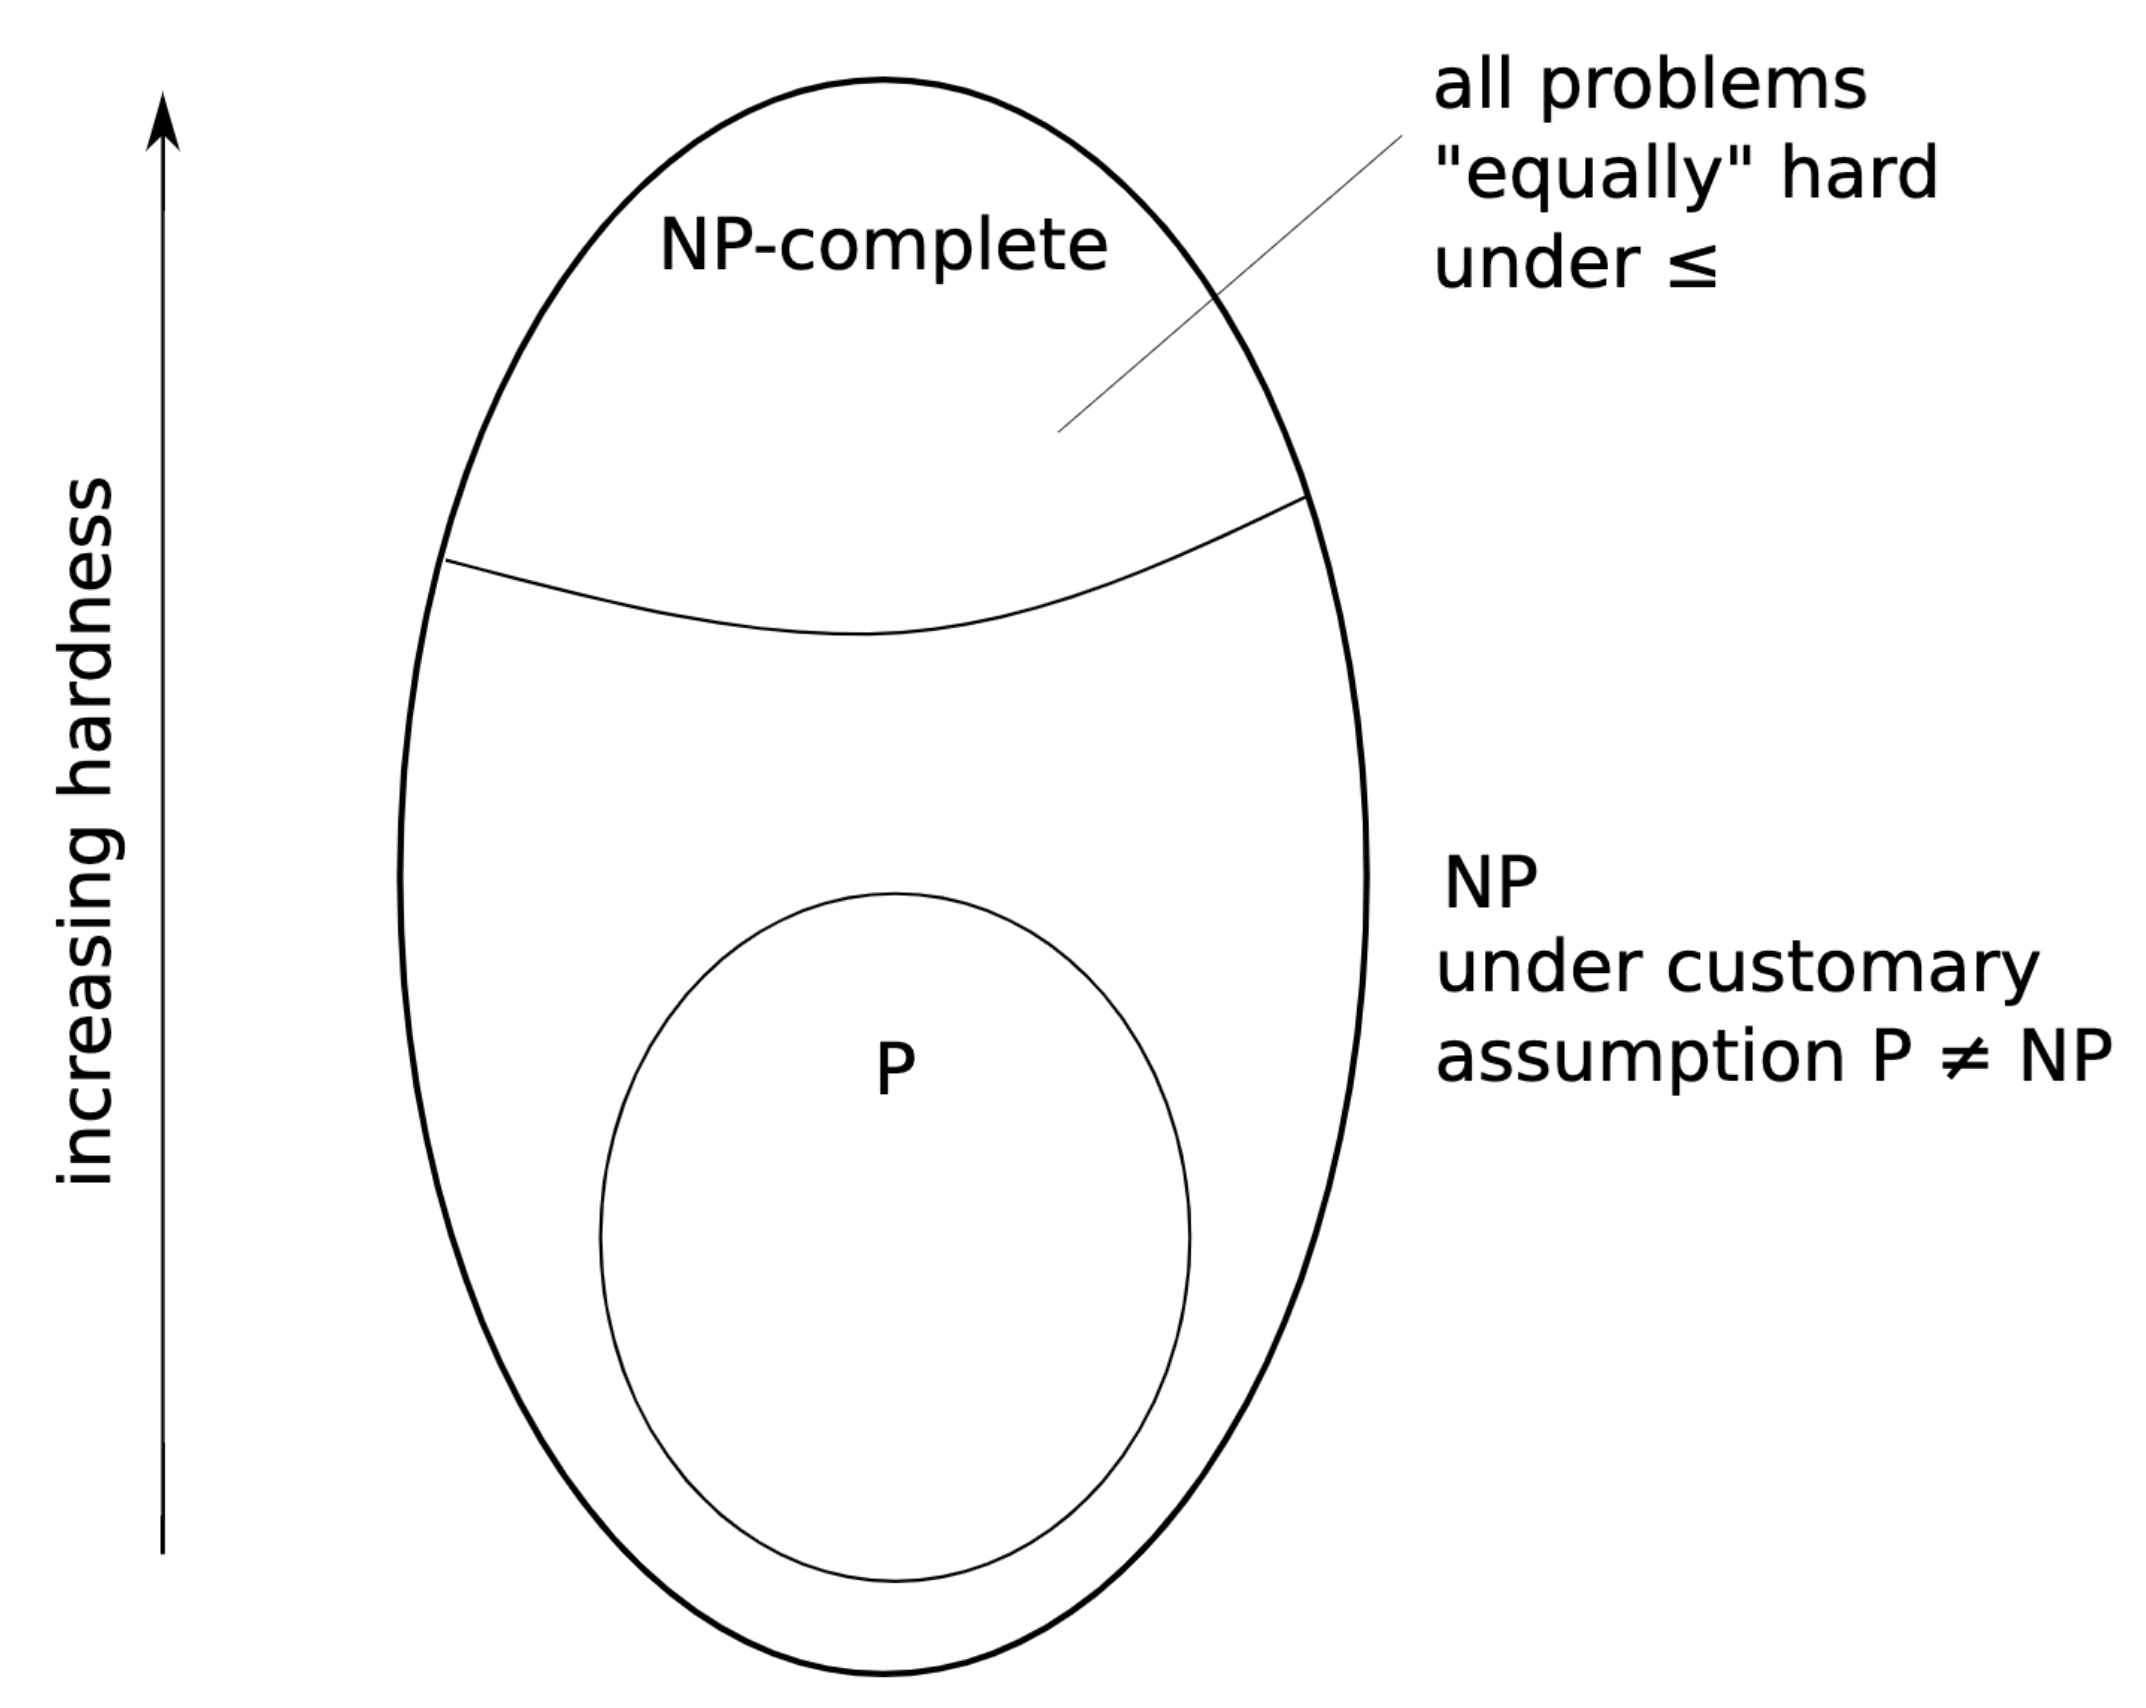 increasing hardness
NP-complete
all problems
"equally" hard
under ≤
P
NP
under customary
assumption P ≠ NP